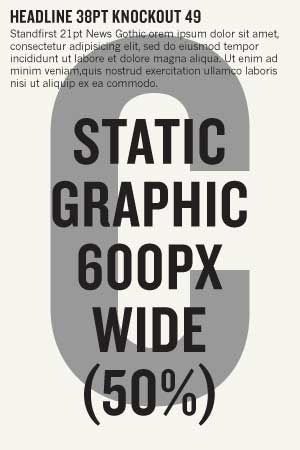 HEADLINE 38PT KNOCKOUT 49
Standfirst 21pt News Gothic orem ipsum dolor sit amet,
consectetur adipisicing elit, sed do eiusmod tempor
incididunt ut labore et dolore magna aliqua. Ut enim ad
minim veniam,quis nostrud exercitation ullamco laboris
nisi ut aliquip ex ea commodo.
G
STATIC
GRAPHIC
600PX
WIDE
(50%)